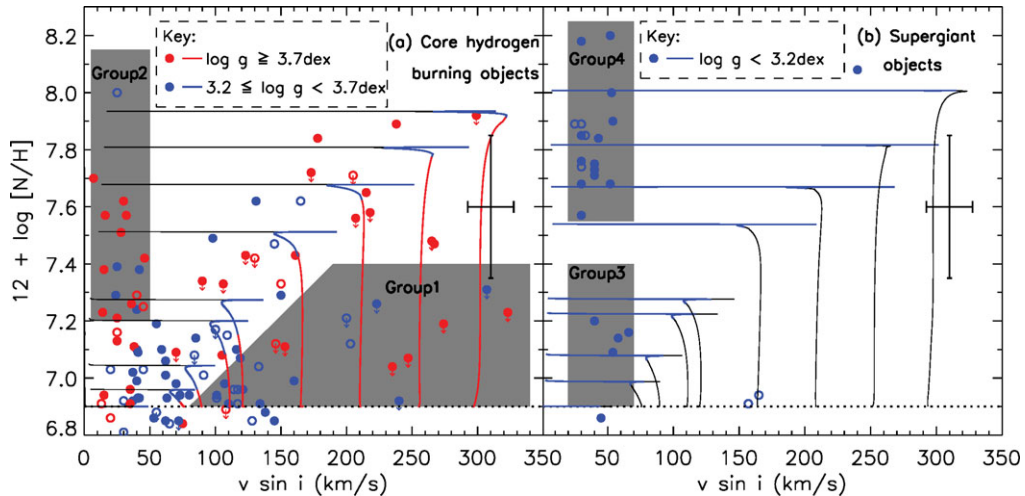 Key:
log g ≥ 3.7dex
3.2 ≤ log g < 3.7dex
(a) Core hydrogen
burning objects
Group2
Group1
Key:
log g < 3.2dex
(b) Supergiant
objects
Group4
Group3
12 + log [N/H]
8.2
8.0
7.8
7.6
7.4
7.2
7.0
6.8
0 50 100 150 200 250 300 350
50 100 150 200 250 300 350
v sin i (km/s)
v sin i (km/s)